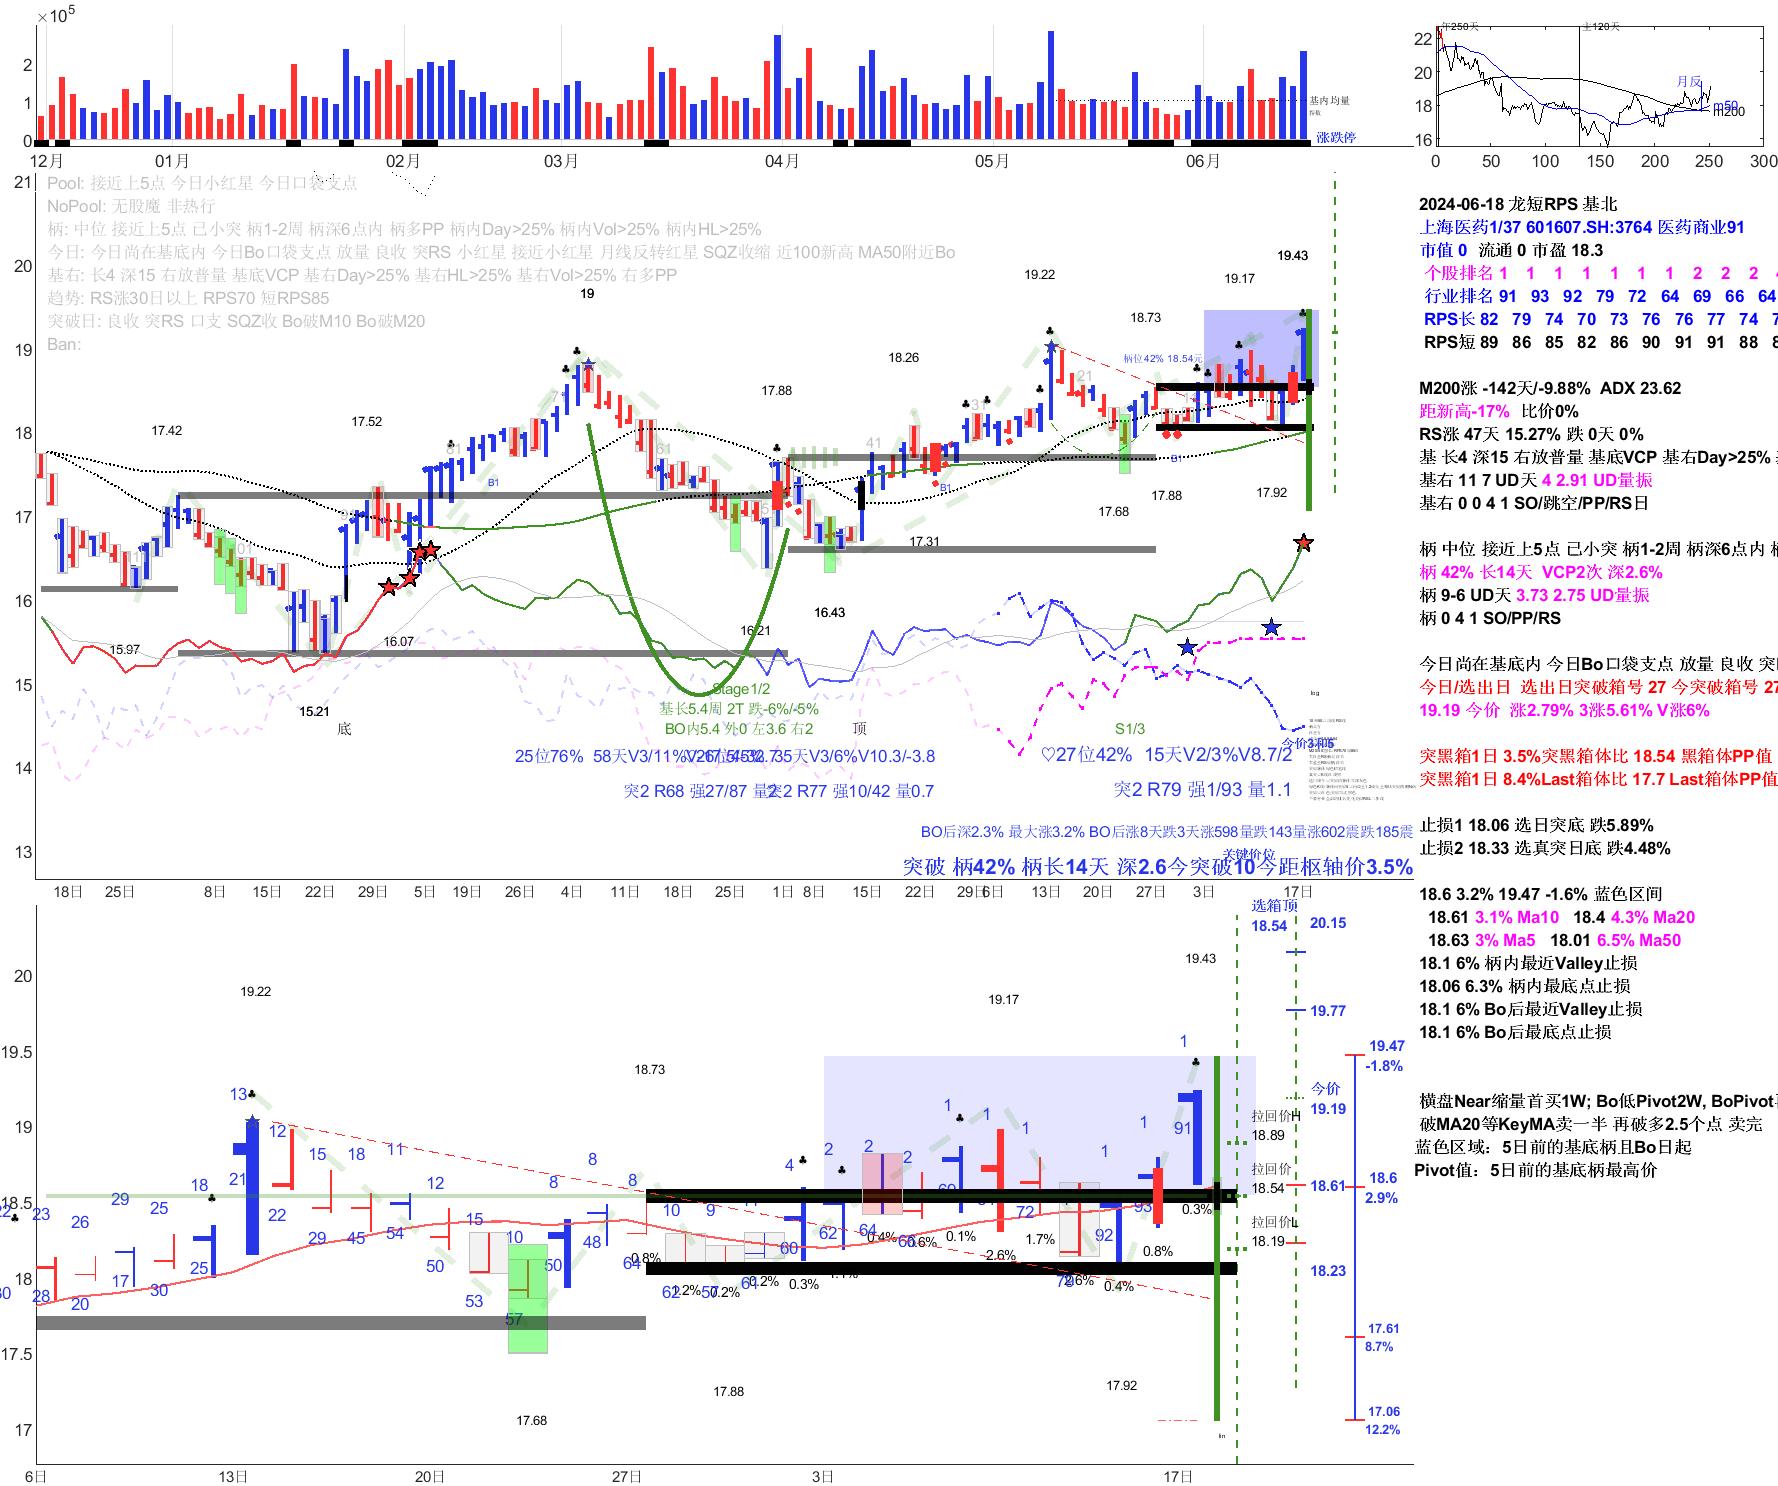 ×10⁵
2
1
0
基内均量
涨跌停
12月 01月 02月 03月 04月 05月 06月
年250天 主120天
22
20
18
16
月反
m50
m200
0 50 100 150 200 250 300
21
20
19
18
17
16
15
14
13
Pool: 接近上5点 今日小红星 今日口袋支点
NoPool: 无股魔 非热行
柄: 中位 接近上5点 己小突 柄1-2周 柄深6点内 柄多PP 柄内Day>25% 柄内Vol>25% 柄内HL>25%
今日: 今日尚在基底内 今日Bo口袋支点 放量 良收 突RS 小红星 接近小红星 月线反转红星 SQZ收缩 近100新高 MA50附近Bo
基右: 长4 深15 右放普量 基底VCP 基右Day>25% 基右HL>25% 基右Vol>25% 右多PP
趋势: RS涨30日以上 RPS70 短RPS85
突破日: 良收 突RS 口支 SQZ收 Bo破M10 Bo破M20
Ban:
17.42
17.52
19
17.88
18.26
19.22
18.73
19.17
19.43
柄位42% 18.54元
71
81
61
41
31
21
B1
B1
B1
15.97
16.07
15.21
16.21
16.43
17.31
17.68
17.88
17.92
底
顶
Stage1/2
基长5.4周 2T 跌-6%/-5%
BO内5.4 外0 左3.6 右2
S1/3
25位76% 58天V3/11%
35天V3/6%V10.3/-3.8
♡27位42% 15天V2/3%V8.7/2
突2 R68 强27/87
突2 R77 强10/42 量0.7
突2 R79 强1/93 量1.1
BO后深2.3% 最大涨3.2% BO后涨8天跌3天涨598量跌143量涨602震跌185震
关键价位
突破 柄42% 柄长14天 深2.6今突破10今距枢轴价3.5%
18日 25日 8日 15日 22日 29日 5日 19日 26日 4日 11日 18日 25日 1日 8日 15日 22日 29日 6日 13日 20日 27日 3日 17日
2024-06-18 龙短RPS 基北
上海医药1/37 601607.SH:3764 医药商业91
市值 0 流通 0 市盈 18.3
个股排名 1 1 1 1 1 1 2 2 2
行业排名 91 93 92 79 72 64 69 66 64
RPS长 82 79 74 70 73 76 76 77 74
RPS短 89 86 85 82 86 90 91 91 88
M200涨 -142天/-9.88% ADX 23.62
距新高-17% 比价0%
RS涨 47天 15.27% 跌 0天 0%
基 长4 深15 右放普量 基底VCP 基右Day>25%
基右 11 7 UD天 4 2.91 UD量振
基右 0 0 4 1 SO/跳空/PP/RS日
柄 中位 接近上5点 己小突 柄1-2周 柄深6点内
柄 42% 长14天 VCP2次 深2.6%
柄 9-6 UD天 3.73 2.75 UD量振
柄 0 4 1 SO/PP/RS
今日尚在基底内 今日Bo口袋支点 放量 良收
今日/选出日 选出日突破箱号 27 今突破箱号 27
19.19 今价 涨2.79% 3涨5.61% V涨6%
突黑箱1日 3.5%突黑箱体比 18.54 黑箱体PP值
突黑箱1日 8.4%Last箱体比 17.7 Last箱体PP值
止损1 18.06 选日突底 跌5.89%
止损2 18.33 选真突日底 跌4.48%
18.6 3.2% 19.47 -1.6% 蓝色区间
18.61 3.1% Ma10 18.4 4.3% Ma20
18.63 3% Ma5 18.01 6.5% Ma50
18.1 6% 柄内最近Valley止损
18.06 6.3% 柄内最底点止损
18.1 6% Bo后最近Valley止损
18.1 6% Bo后最底点止损
横盘Near缩量首买1W; Bo低Pivot2W, BoPivot
破MA20等KeyMA卖一半 再破多2.5个点 卖完
蓝色区域：5日前的基底柄且Bo日起
Pivot值：5日前的基底柄最高价
20
19.5
19
18.5
18
17.5
17
19.22
18.73
19.17
19.43
13
12
15 18 11
12
8
8
8
23 26 29 25 18 21
22 29 45 54
50
15
53
10
57
50
48
64
28 20 17 30 25
10 9
4 2 2 2 1 1 1 1 1
60 62 64
72
92
93
91
0.8%
0.2%
0.3%
0.6%
0.1%
2.6%
1.7%
0.4%
0.8%
0.3%
17.68
17.88
17.92
选箱顶
18.54
20.15
19.77
今价
19.19
拉回价H
18.89
拉回价
18.54
拉回价L
18.19
18.61
18.23
19.47
-1.8%
18.6
2.9%
17.61
8.7%
17.06
12.2%
6日 13日 20日 27日 3日 17日